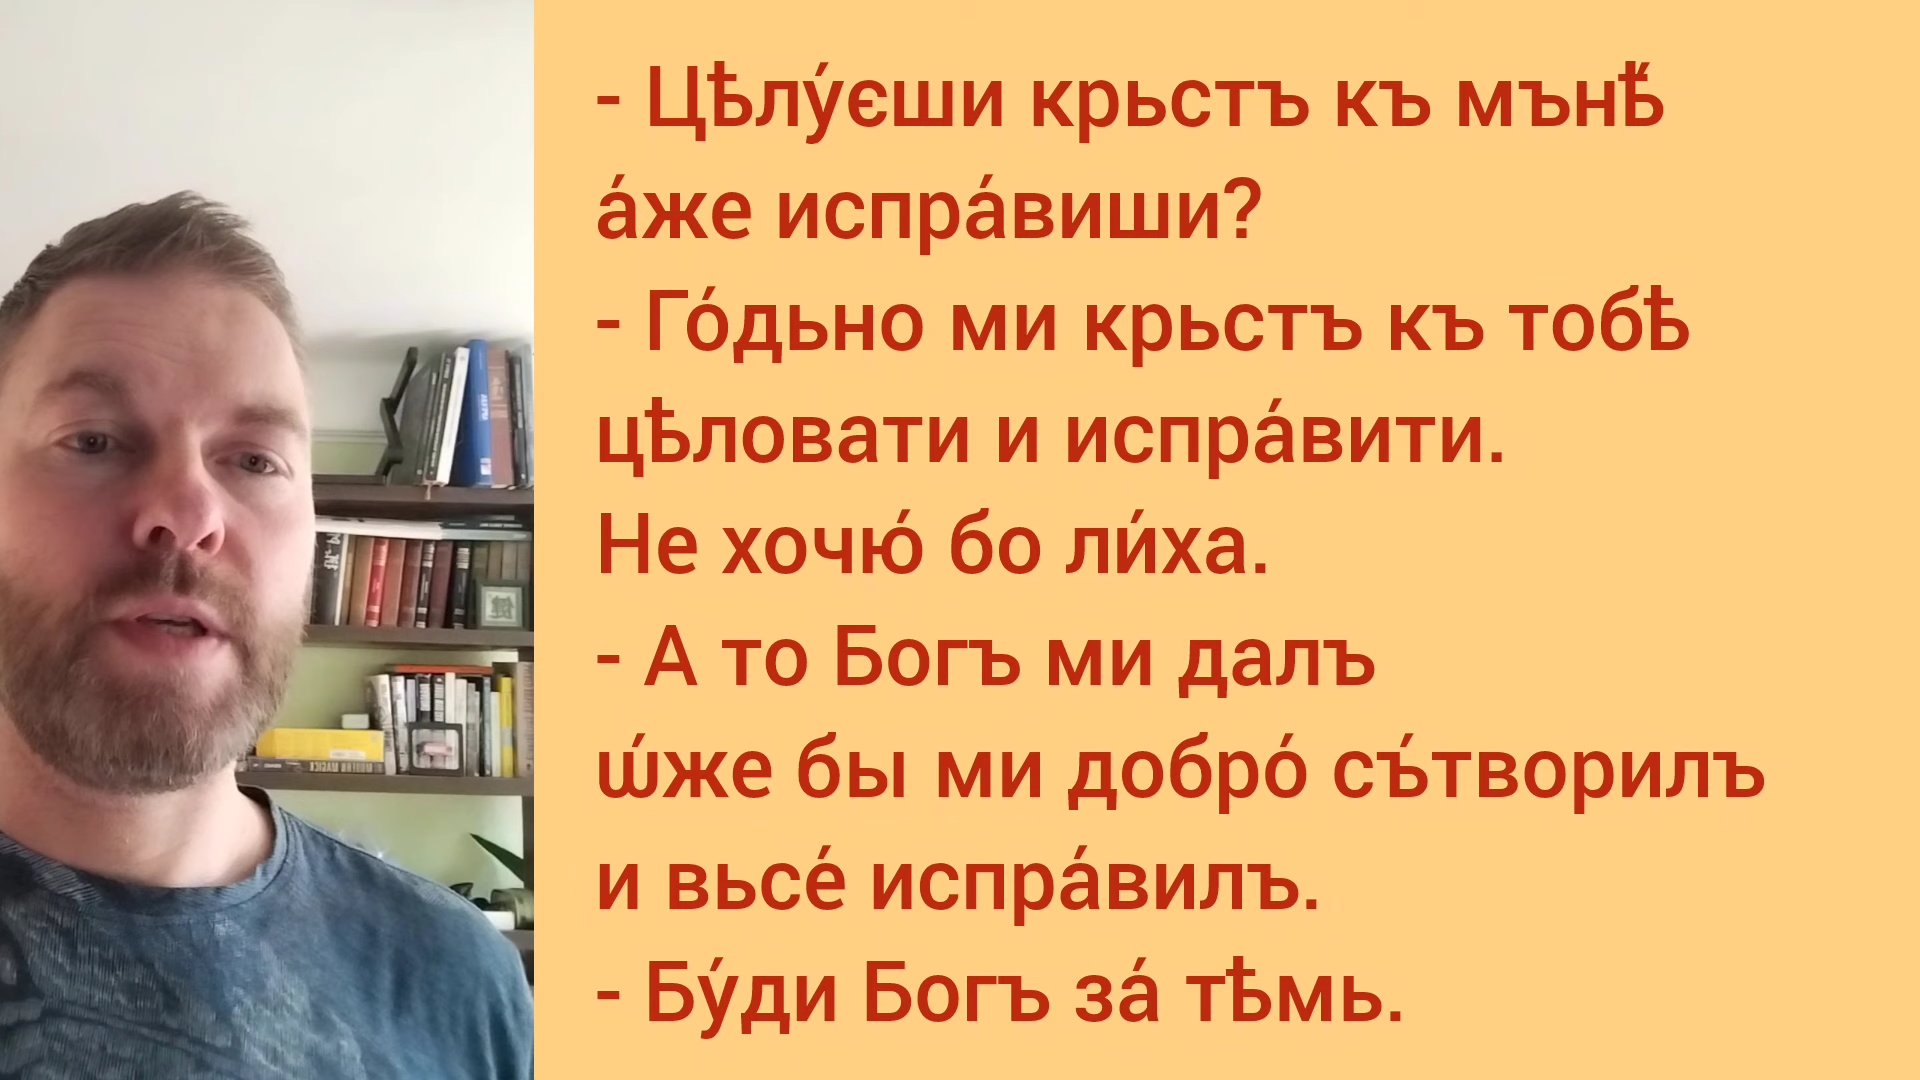 - Цѣлу́єши крьстъ къ мънѣ́
а́же испра́виши?
- Го́дьно ми крьстъ къ тобѣ
цѣловати и испра́вити.
Не хочю́ бо ли́ха.
- А то Богъ ми далъ
ѡ́же бы ми добро́ съ́творилъ
и вьсе́ испра́вилъ.
- Бу́ди Богъ за́ тѣмь.